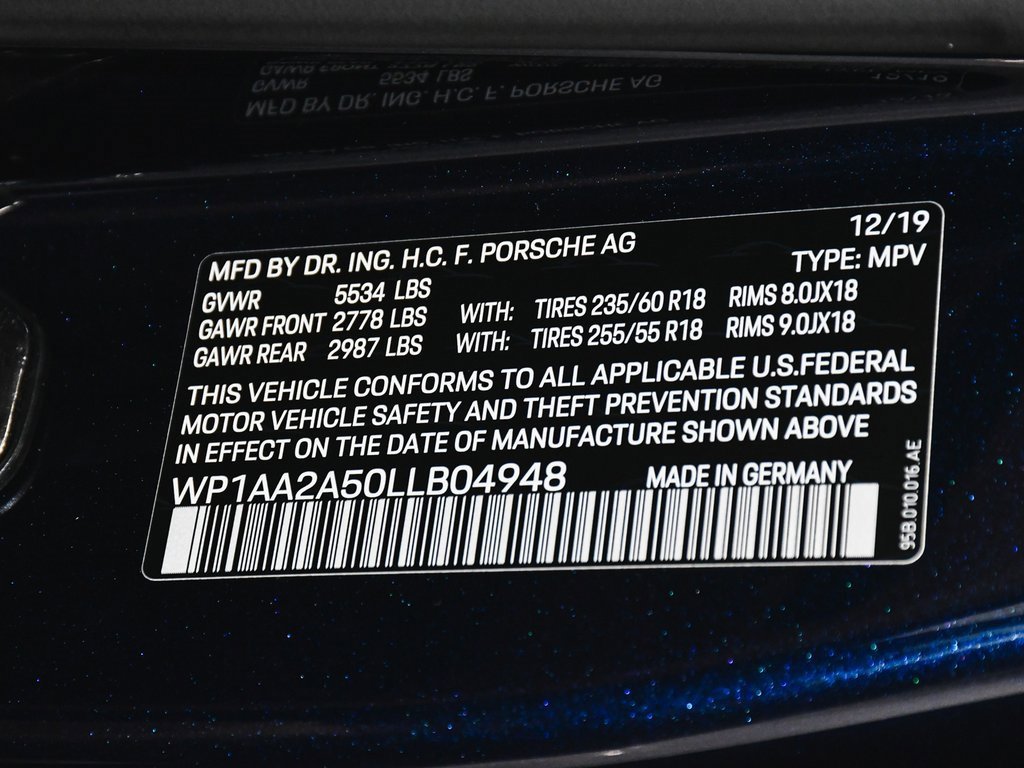 12/19
MFD BY DR. ING. H.C. F. PORSCHE AG TYPE: MPV
GVWR 5534 LBS
GAWR FRONT 2778 LBS WITH: TIRES 235/60 R18 RIMS 8.0JX18
GAWR REAR 2987 LBS WITH: TIRES 255/55 R18 RIMS 9.0JX18
THIS VEHICLE CONFORMS TO ALL APPLICABLE U.S.FEDERAL
MOTOR VEHICLE SAFETY AND THEFT PREVENTION STANDARDS
IN EFFECT ON THE DATE OF MANUFACTURE SHOWN ABOVE
WP1AA2A50LLB04948 MADE IN GERMANY
95B.010.016.AE